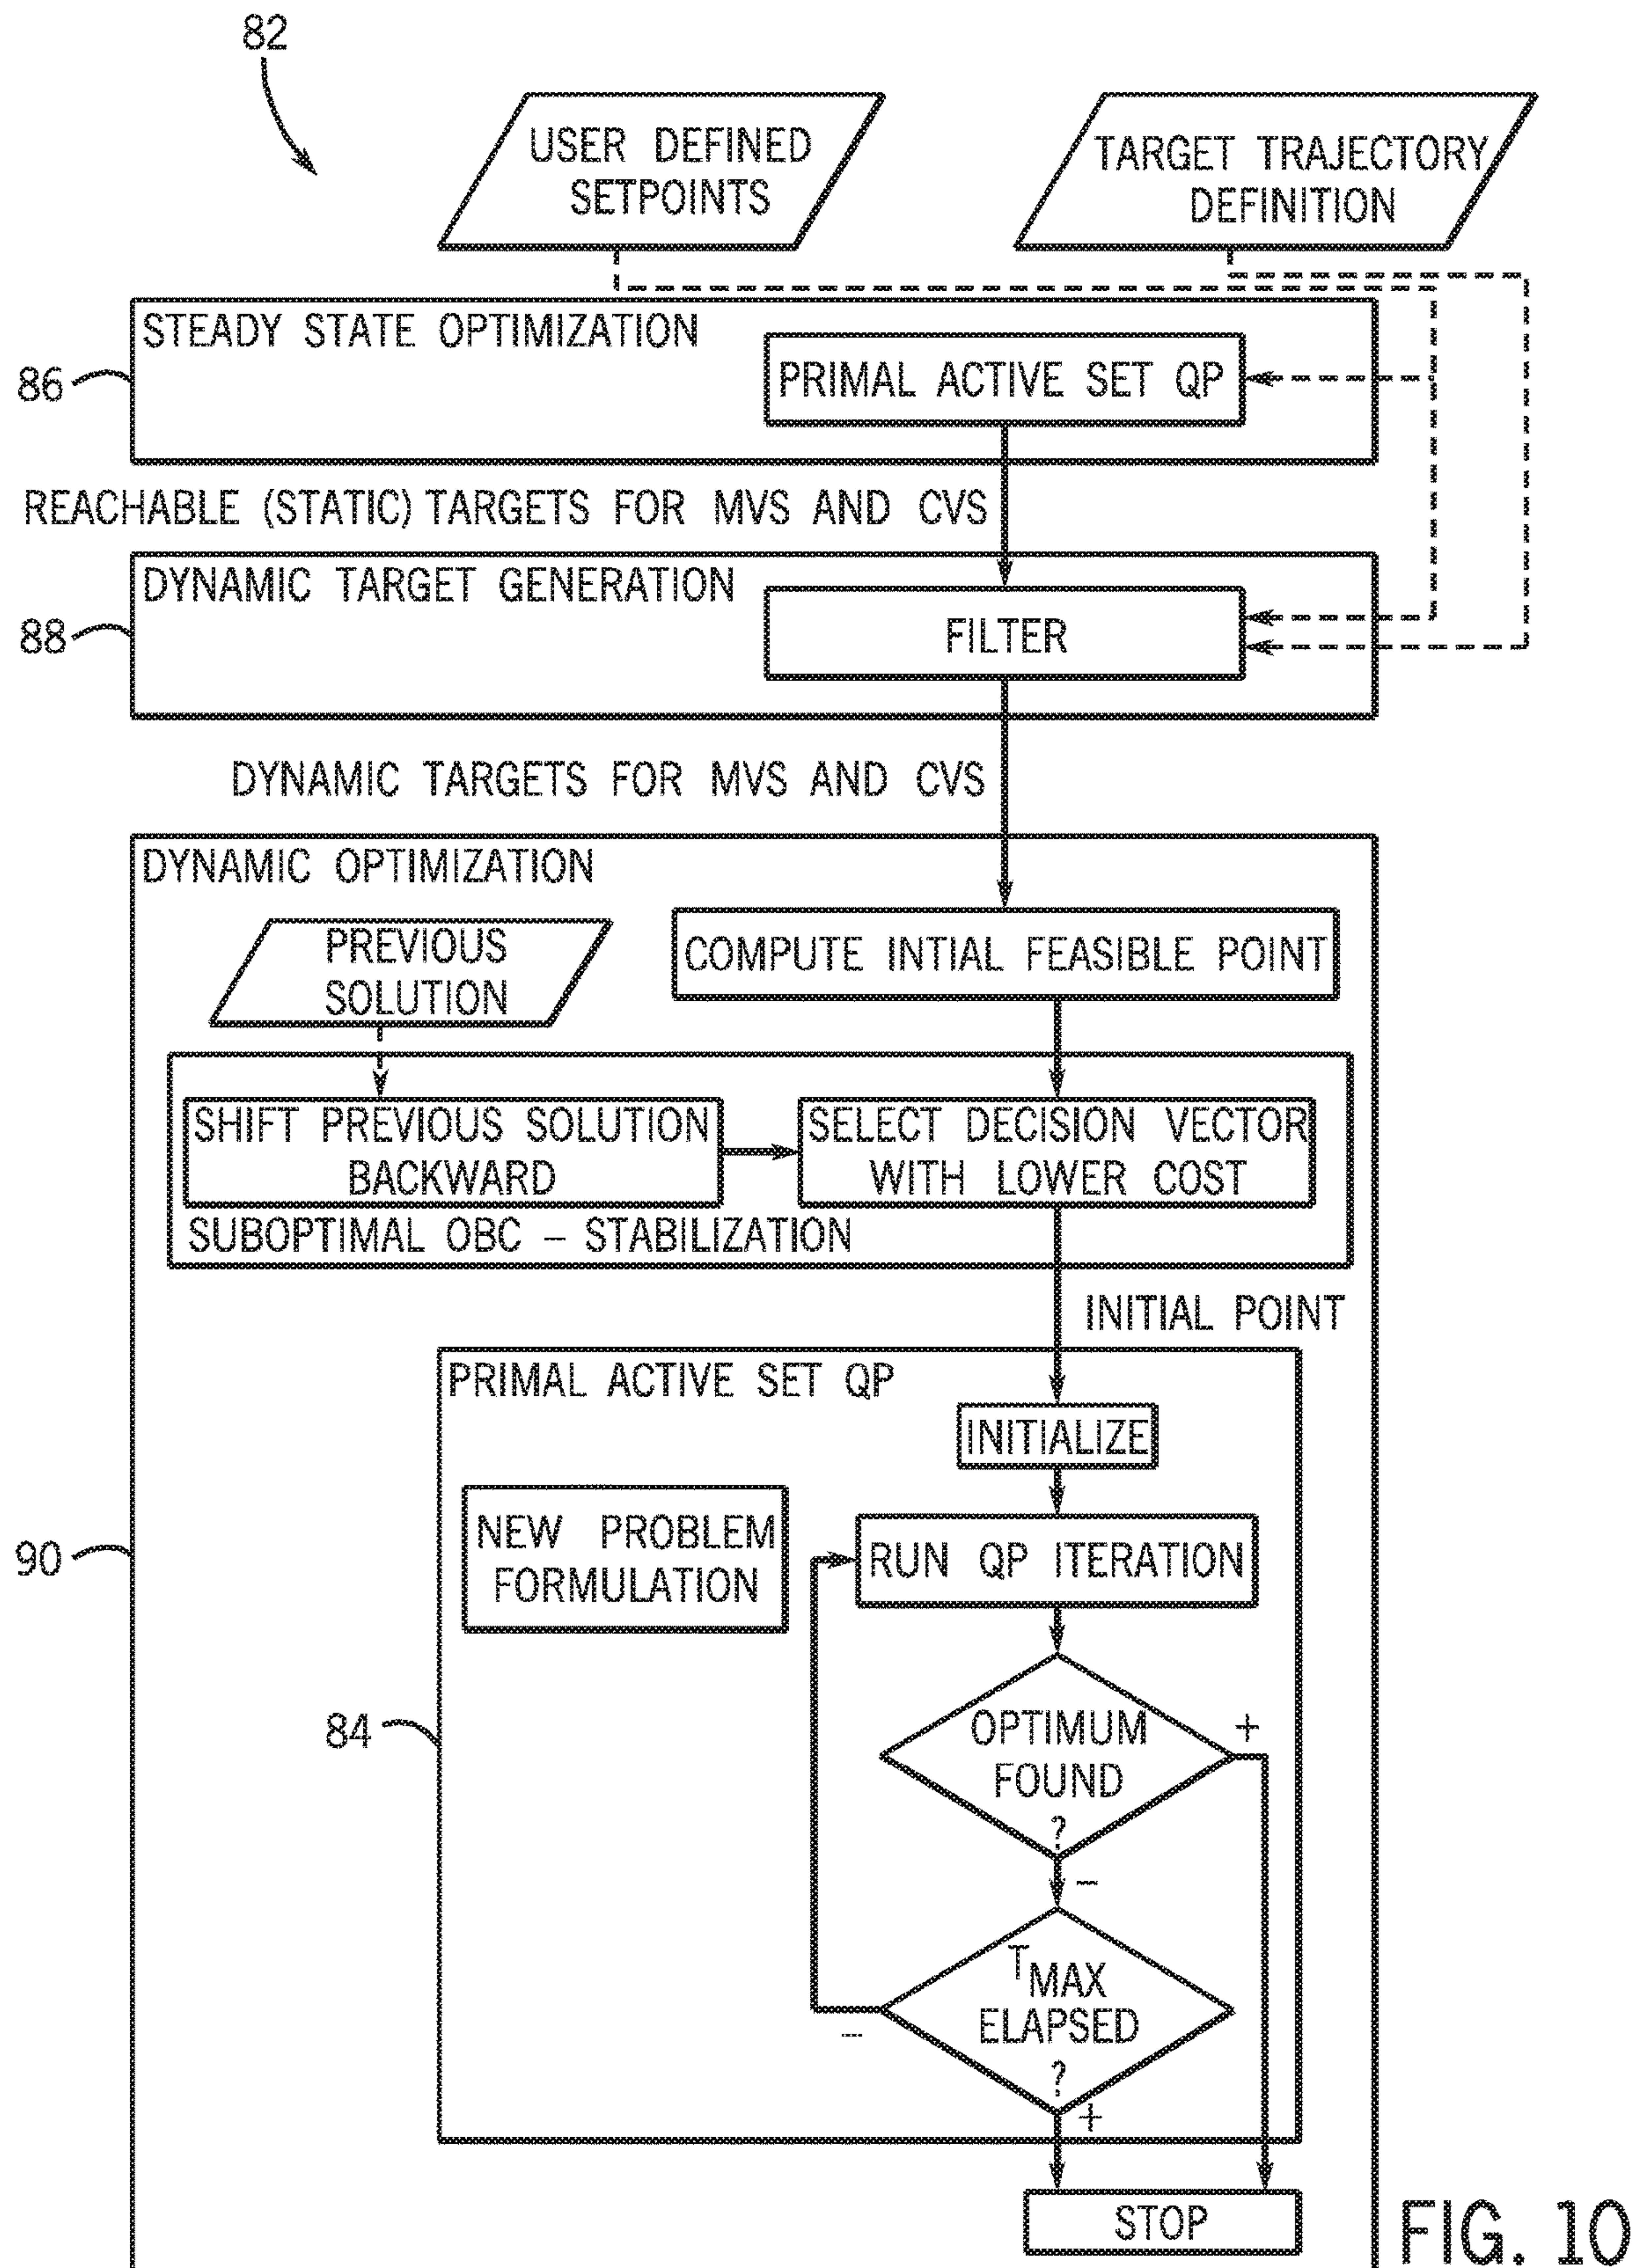 82
USER DEFINED
SETPOINTS
TARGET TRAJECTORY
DEFINITION
STEADY STATE OPTIMIZATION
PRIMAL ACTIVE SET QP
86
REACHABLE (STATIC) TARGETS FOR MVS AND CVS
DYNAMIC TARGET GENERATION
FILTER
88
DYNAMIC TARGETS FOR MVS AND CVS
DYNAMIC OPTIMIZATION
PREVIOUS
SOLUTION
COMPUTE INTIAL FEASIBLE POINT
SHIFT PREVIOUS SOLUTION
BACKWARD
SELECT DECISION VECTOR
WITH LOWER COST
SUBOPTIMAL OBC – STABILIZATION
INITIAL POINT
PRIMAL ACTIVE SET QP
INITIALIZE
NEW PROBLEM
FORMULATION
RUN QP ITERATION
90
84
OPTIMUM
FOUND
?
+
–
TMAX
ELAPSED
?
–
+
STOP
FIG. 10